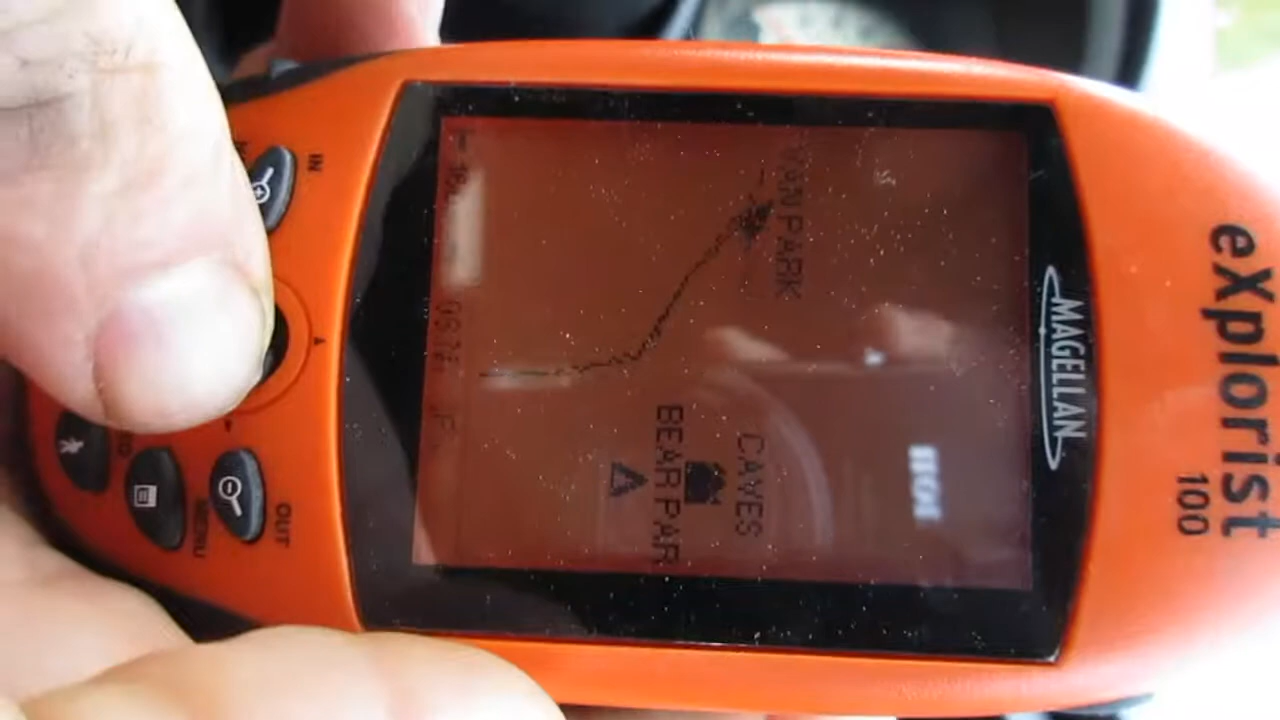 eXplorist
100
MAGELLAN
VAN PARK
CAVES
BEAR PAR
IN
OUT
MENU